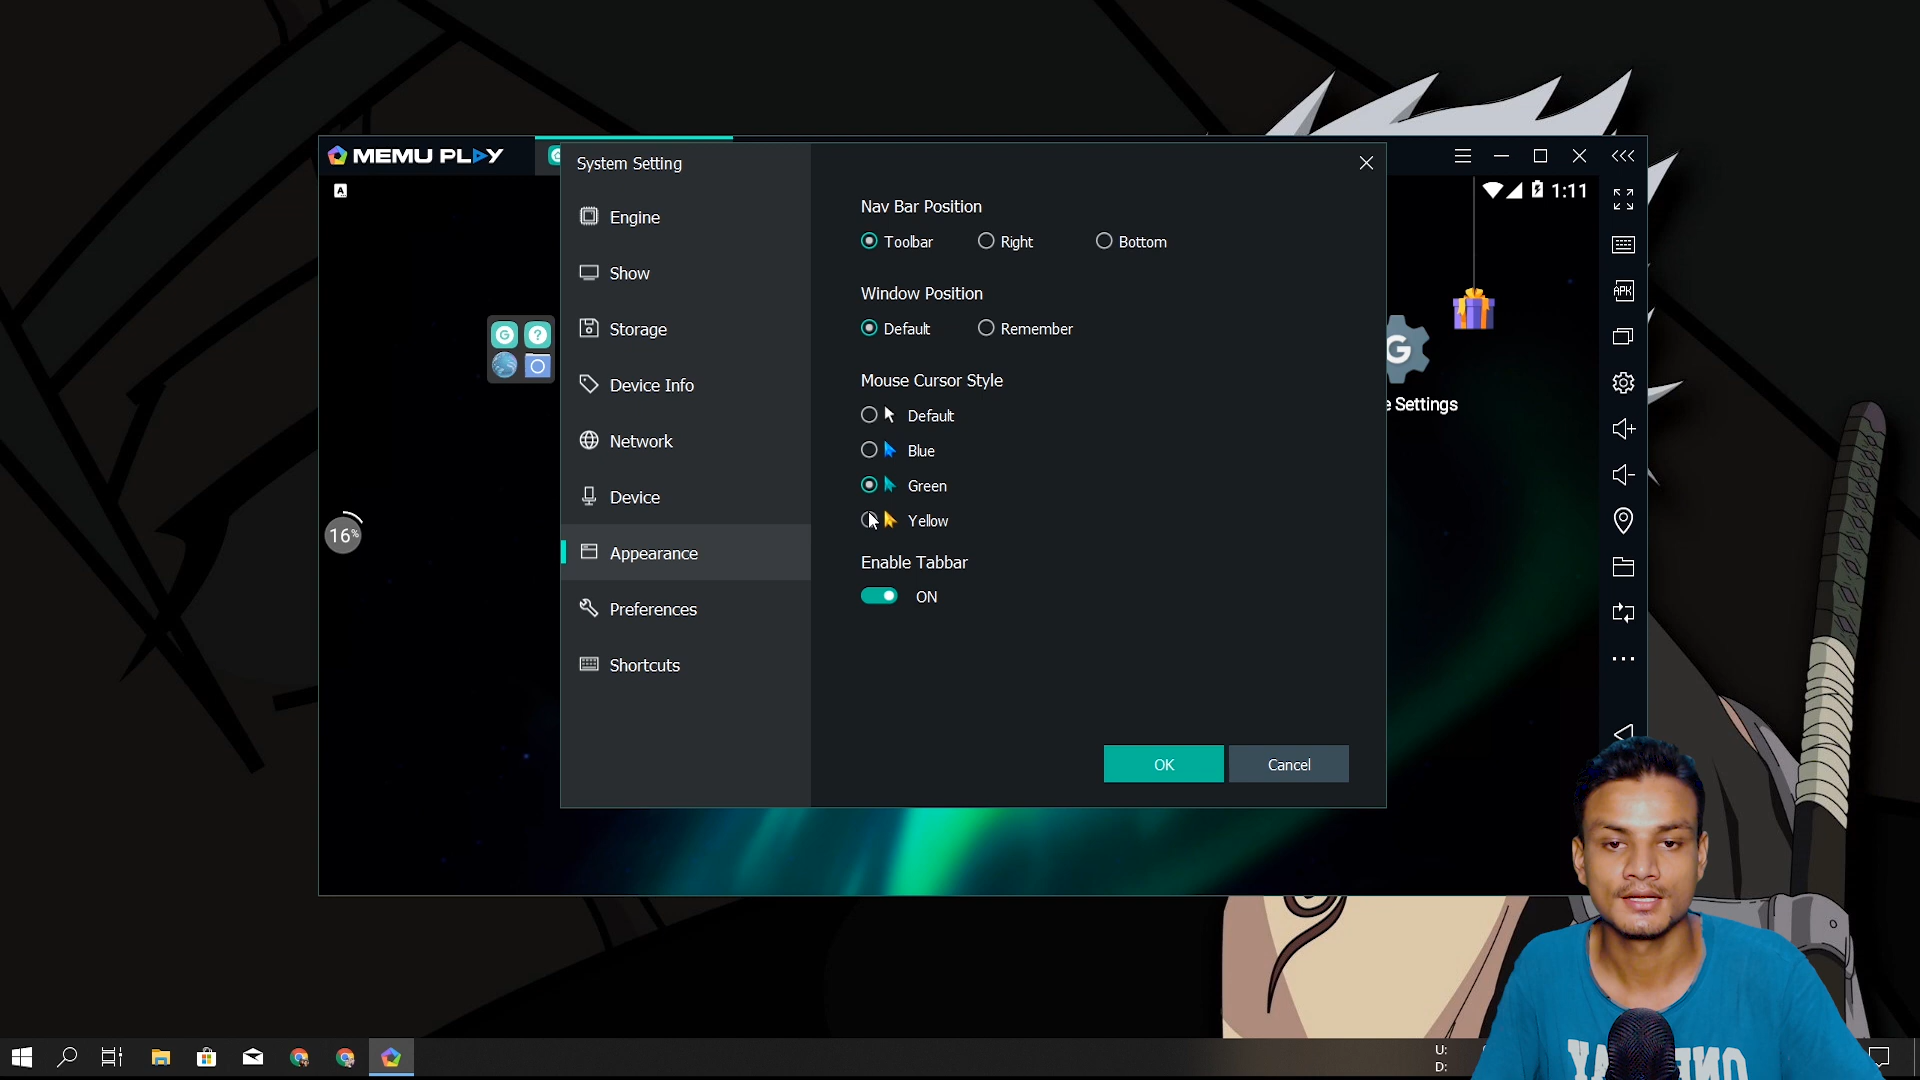 MEMU PLAY
System Setting
A
1:11
Engine
Show
Storage
Device Info
Network
Device
Appearance
Preferences
Shortcuts
Nav Bar Position
Toolbar
Right
Bottom
Window Position
Default
Remember
Mouse Cursor Style
Default
Blue
Green
Yellow
Enable Tabbar
ON
OK
Cancel
G
?
G
e Settings
APK
16%
U:
D: